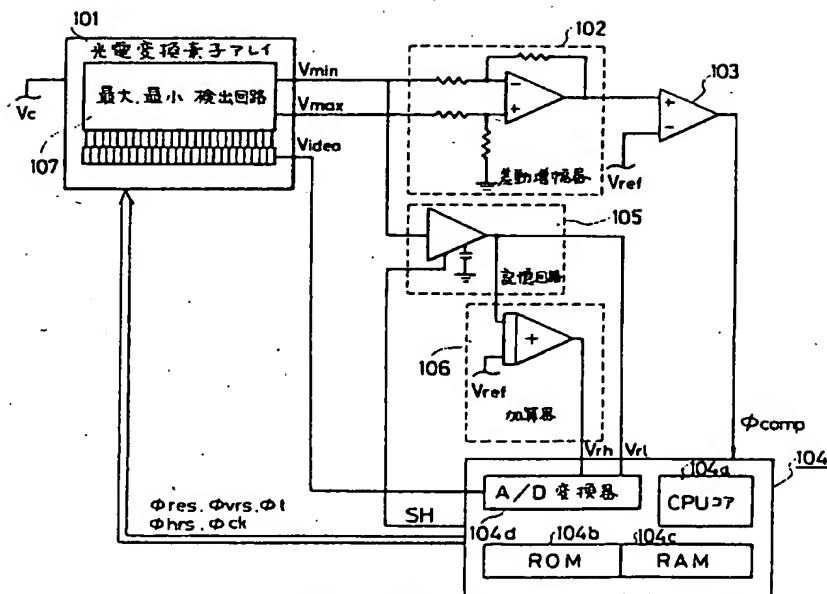 101
光電変換素子アレイ
最大.最小 検出回路
107
Vc
Vmin
Vmax
Video
102
差動増幅器
103
Vref
105
記憶回路
106
Vref
加算器
Vrh
Vrl
Φcomp
104
104a
CPUコア
A/D 変換器
104d
104b
ROM
104c
RAM
SH
Φres. Φvrs. Φt
Φhrs. Φck